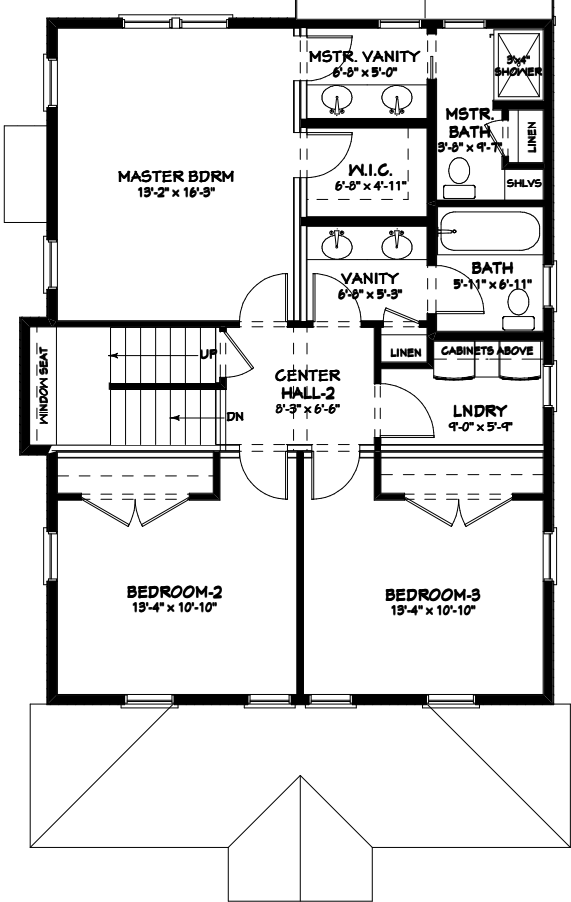 MSTR. VANITY
6'-8" x 5'-0"
3'x4'
SHOWER
MSTR.
BATH
3'-8" x 9'-7"
LINEN
MASTER BDRM
13'-2" x 16'-3"
W.I.C.
6'-8" x 4'-11"
SHLVS
VANITY
6'-8" x 5'-3"
BATH
5'-11" x 6'-11"
WINDOW SEAT
UP
LINEN
CABINETS ABOVE
CENTER
HALL-2
8'-3" x 6'-6"
DN
LNDRY
9'-0" x 5'-9"
BEDROOM-2
13'-4" x 10'-10"
BEDROOM-3
13'-4" x 10'-10"